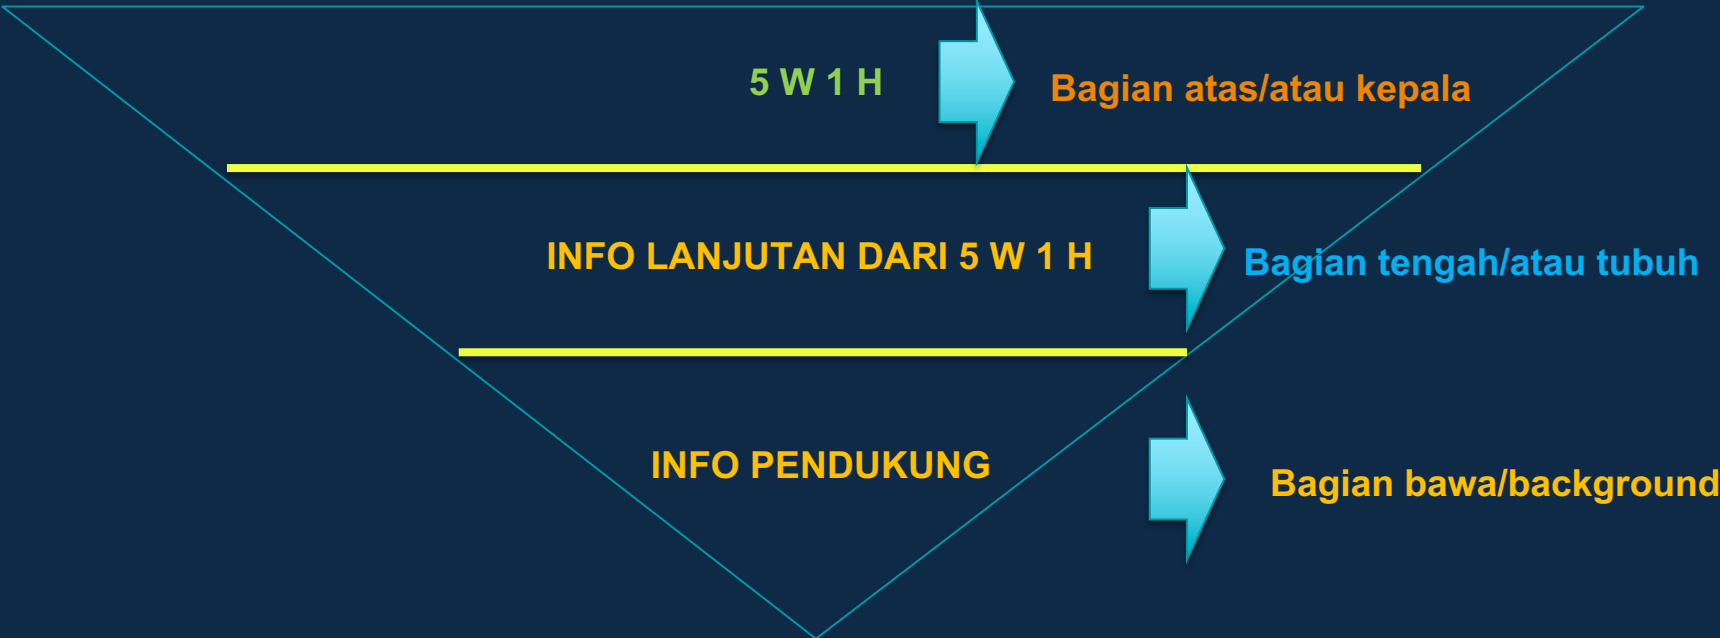 5 W 1 H
Bagian atas/atau kepala
INFO LANJUTAN DARI 5 W 1 H
Bagian tengah/atau tubuh
INFO PENDUKUNG
Bagian bawa/background